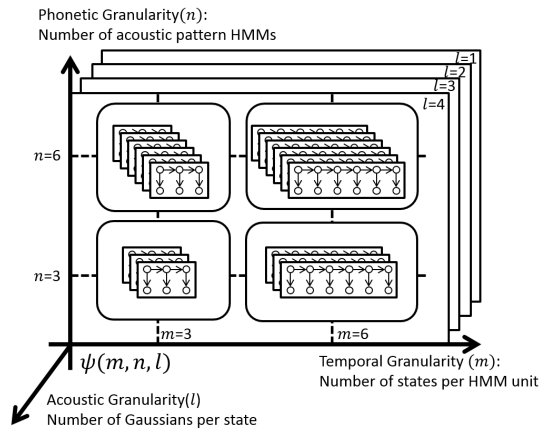 Phonetic Granularity(n):
Number of acoustic pattern HMMs
l=1
l=2
l=3
l=4
n=6
n=3
m=3
m=6
ψ(m, n, l)
Temporal Granularity (m):
Number of states per HMM unit
Acoustic Granularity(l)
Number of Gaussians per state